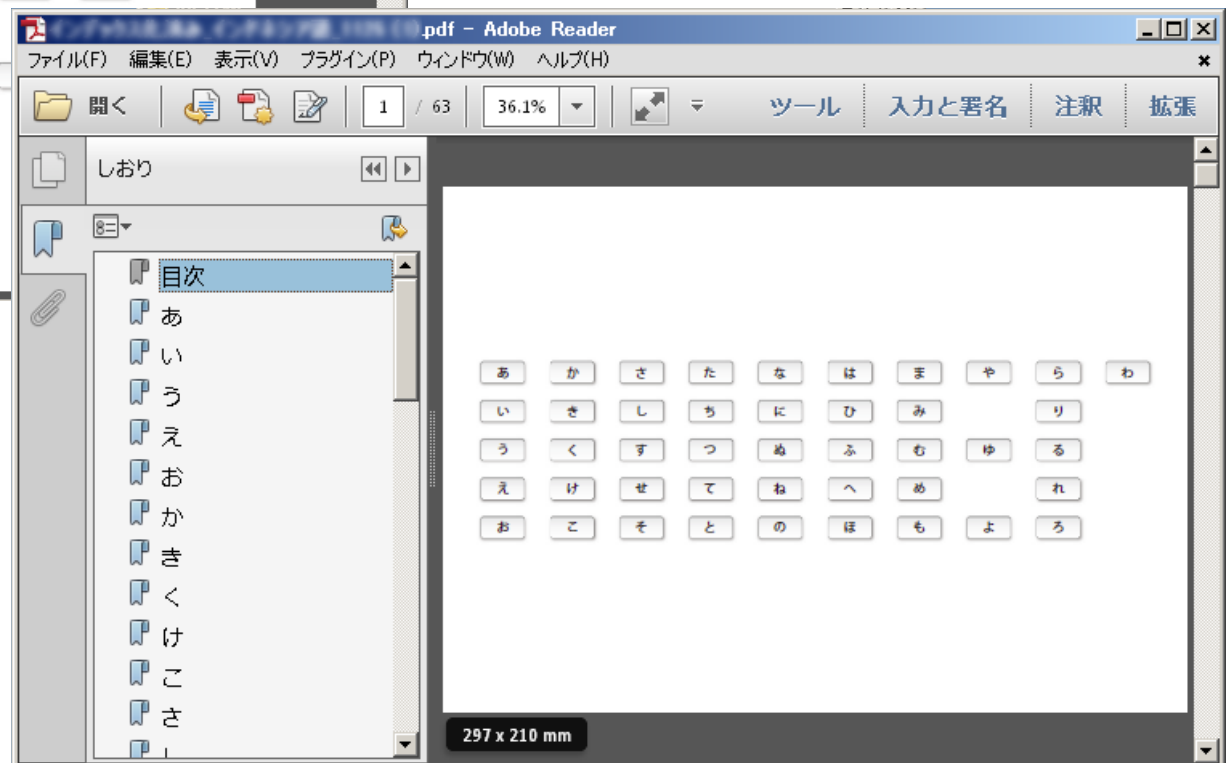 .pdf - Adobe Reader
ファイル(F) 編集(E) 表示(V) プラグイン(P) ウィンドウ(W) ヘルプ(H)
開く 1 / 63 36.1% ツール 入力と署名 注釈 拡張
しおり
目次
あ
い
う
え
お
か
き
く
け
こ
さ
あ か さ た な は ま や ら わ
い き し ち に ひ み り
う く す つ ぬ ふ む ゆ る
え け せ て ね へ め れ
お こ そ と の ほ も よ ろ
297 x 210 mm